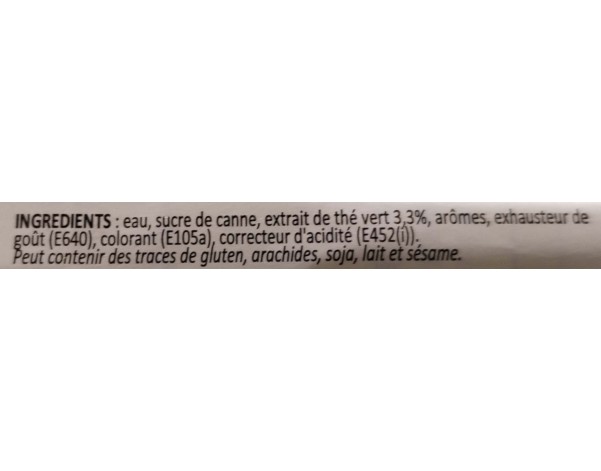 INGREDIENTS : eau, sucre de canne, extrait de thé vert 3,3%, arômes, exhausteur de
goût (E640), colorant (E105a), correcteur d'acidité (E452(i)).
Peut contenir des traces de gluten, arachides, soja, lait et sésame.